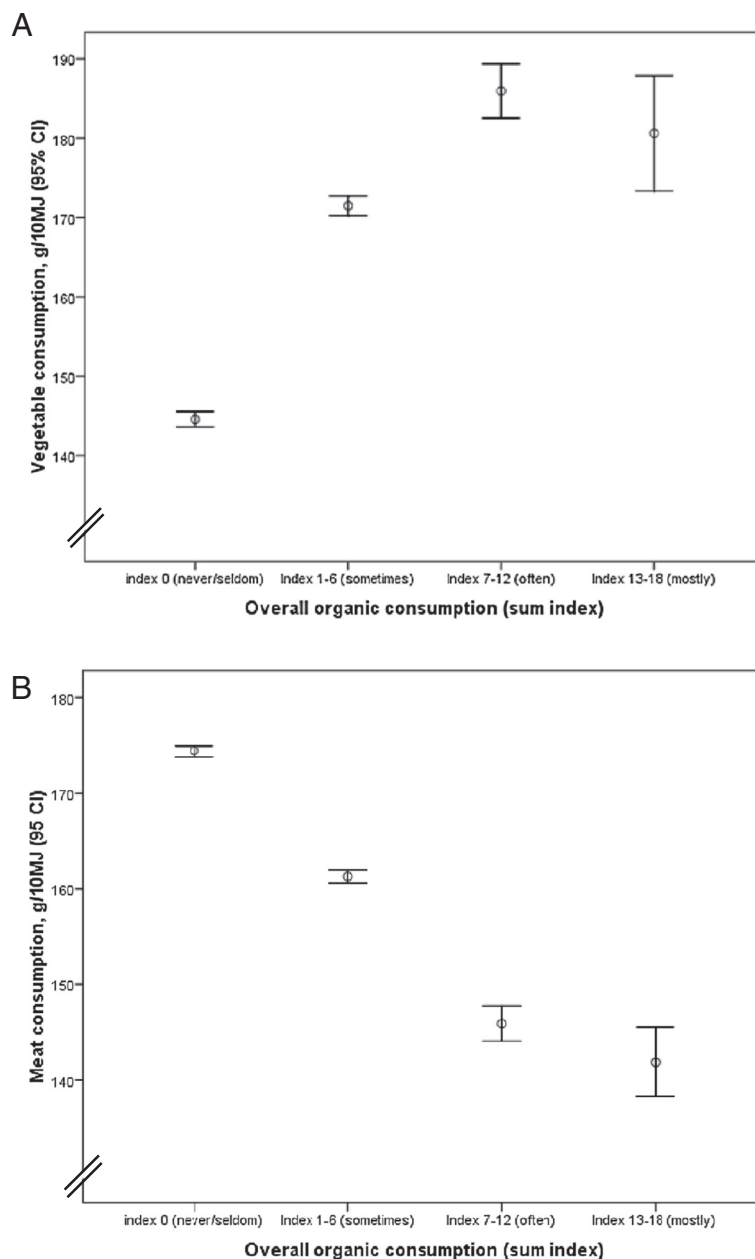 A
Vegetable consumption, g/10MJ (95% CI)
190
180
170
160
150
140
index 0 (never/seldom) Index 1-6 (sometimes) Index 7-12 (often) Index 13-18 (mostly)
Overall organic consumption (sum index)
B
Meat consumption, g/10MJ (95 CI)
180
170
160
150
140
index 0 (never/seldom) Index 1-6 (sometimes) Index 7-12 (often) Index 13-18 (mostly)
Overall organic consumption (sum index)